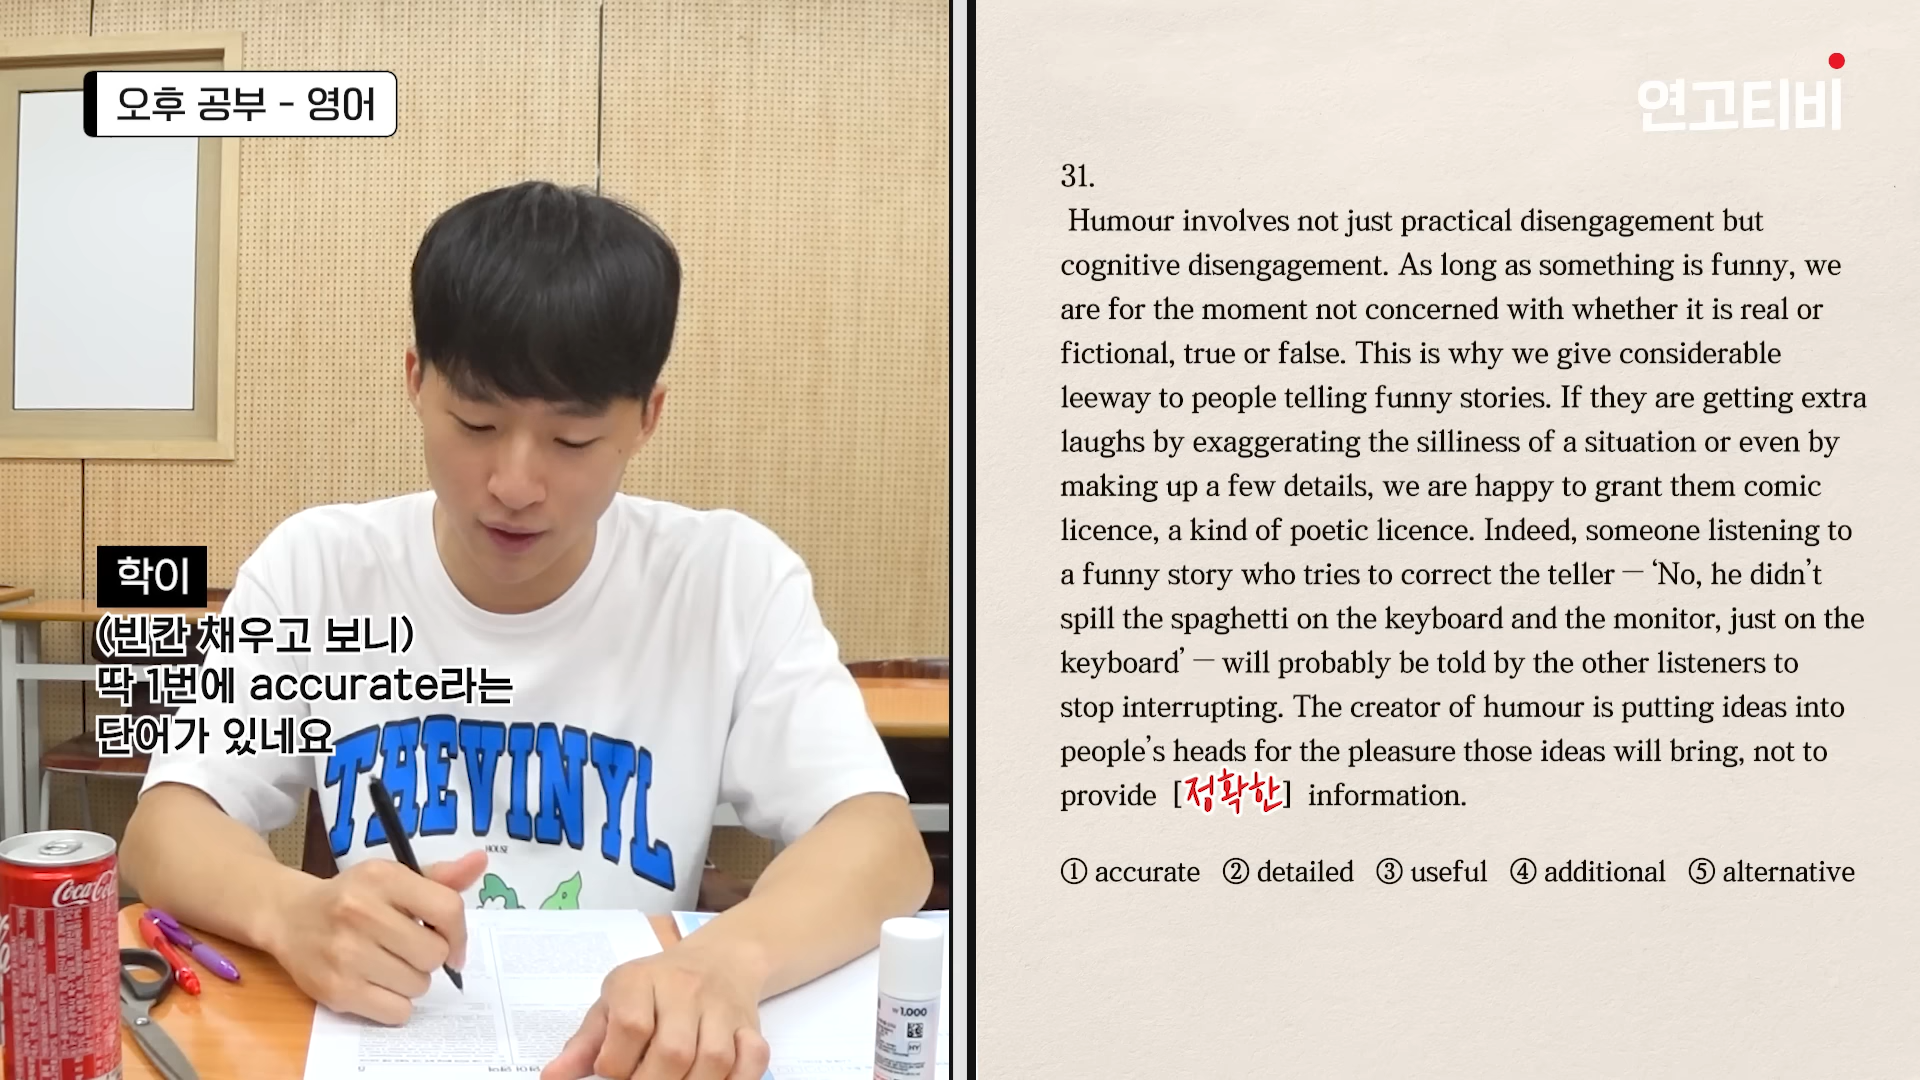 오후 공부 - 영어
학이
(빈칸 채우고 보니)
딱 1번에 accurate라는
단어가 있네요
THEVINYL
HOUSE
Coca-Cola
1,000
HY
연고티비
31.
Humour involves not just practical disengagement but
cognitive disengagement. As long as something is funny, we
are for the moment not concerned with whether it is real or
fictional, true or false. This is why we give considerable
leeway to people telling funny stories. If they are getting extra
laughs by exaggerating the silliness of a situation or even by
making up a few details, we are happy to grant them comic
licence, a kind of poetic licence. Indeed, someone listening to
a funny story who tries to correct the teller — ‘No, he didn’t
spill the spaghetti on the keyboard and the monitor, just on the
keyboard’ — will probably be told by the other listeners to
stop interrupting. The creator of humour is putting ideas into
people’s heads for the pleasure those ideas will bring, not to
provide [정확한] information.
① accurate ② detailed ③ useful ④ additional ⑤ alternative